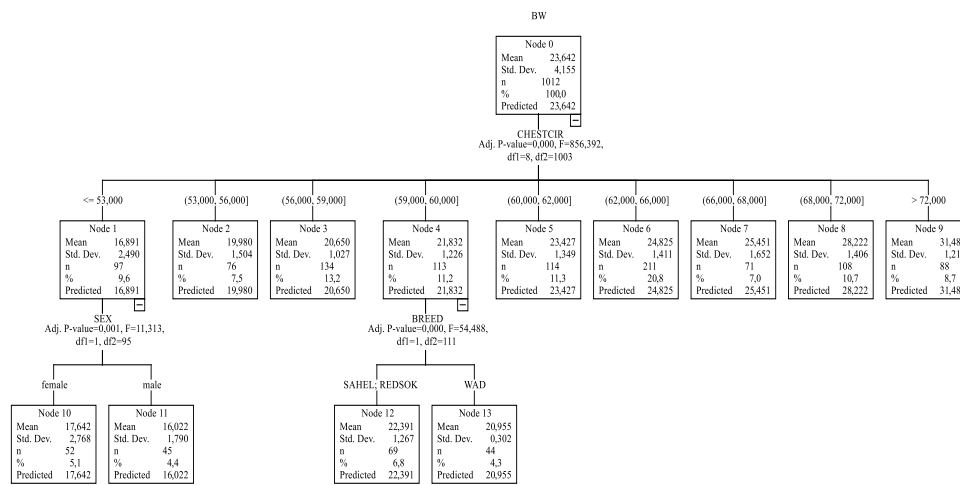 BW
Node 0
Mean 23,642
Std. Dev. 4,155
n 1012
% 100,0
Predicted 23,642
CHESTCIR
Adj. P-value=0,000, F=856,392,
df1=8, df2=1003
<= 53,000
(53,000, 56,000]
(56,000, 59,000]
(59,000, 60,000]
(60,000, 62,000]
(62,000, 66,000]
(66,000, 68,000]
(68,000, 72,000]
> 72,000
Node 1
Mean 16,891
Std. Dev. 2,490
n 97
% 9,6
Predicted 16,891
Node 2
Mean 19,980
Std. Dev. 1,504
n 76
% 7,5
Predicted 19,980
Node 3
Mean 20,650
Std. Dev. 1,027
n 134
% 13,2
Predicted 20,650
Node 4
Mean 21,832
Std. Dev. 1,226
n 113
% 11,2
Predicted 21,832
Node 5
Mean 23,427
Std. Dev. 1,349
n 114
% 11,3
Predicted 23,427
Node 6
Mean 24,825
Std. Dev. 1,411
n 211
% 20,8
Predicted 24,825
Node 7
Mean 25,451
Std. Dev. 1,652
n 71
% 7,0
Predicted 25,451
Node 8
Mean 28,222
Std. Dev. 1,406
n 108
% 10,7
Predicted 28,222
Node 9
Mean 31,48
Std. Dev. 1,21
n 88
% 8,7
Predicted 31,48
SEX
Adj. P-value=0,001, F=11,313,
df1=1, df2=95
BREED
Adj. P-value=0,000, F=54,488,
df1=1, df2=111
female
male
SAHEL; REDSOK
WAD
Node 10
Mean 17,642
Std. Dev. 2,768
n 52
% 5,1
Predicted 17,642
Node 11
Mean 16,022
Std. Dev. 1,790
n 45
% 4,4
Predicted 16,022
Node 12
Mean 22,391
Std. Dev. 1,267
n 69
% 6,8
Predicted 22,391
Node 13
Mean 20,955
Std. Dev. 0,302
n 44
% 4,3
Predicted 20,955